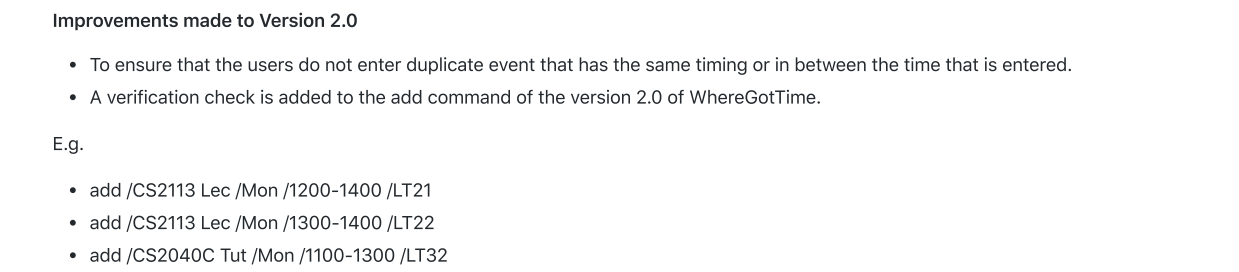 Improvements made to Version 2.0
• To ensure that the users do not enter duplicate event that has the same timing or in between the time that is entered.
• A verification check is added to the add command of the version 2.0 of WhereGotTime.
E.g.
• add /CS2113 Lec /Mon /1200-1400 /LT21
• add /CS2113 Lec /Mon /1300-1400 /LT22
• add /CS2040C Tut /Mon /1100-1300 /LT32